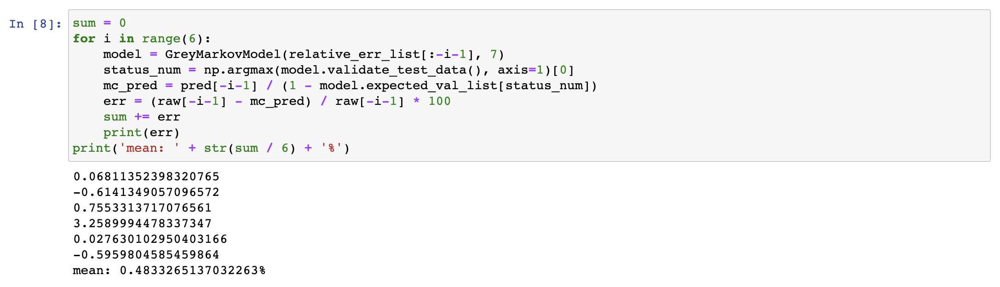 In [8]: sum = 0
for i in range(6):
    model = GreyMarkovModel(relative_err_list[:-i-1], 7)
    status_num = np.argmax(model.validate_test_data(), axis=1)[0]
    mc_pred = pred[-i-1] / (1 - model.expected_val_list[status_num])
    err = (raw[-i-1] - mc_pred) / raw[-i-1] * 100
    sum += err
    print(err)
print('mean: ' + str(sum / 6) + '%')
0.06811352398320765
-0.6141349057096572
0.7553313717076561
3.2589994478337347
0.027630102950403166
-0.5959804585459864
mean: 0.4833265137032263%